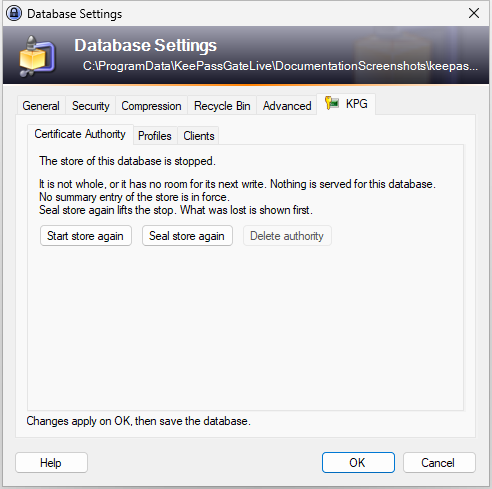 Database Settings
Database Settings
C:\ProgramData\KeePassGateLive\DocumentationScreenshots\keepas...
General
Security
Compression
Recycle Bin
Advanced
KPG
Certificate Authority
Profiles
Clients
The store of this database is stopped.
It is not whole, or it has no room for its next write. Nothing is served for this database.
No summary entry of the store is in force.
Seal store again lifts the stop. What was lost is shown first.
Start store again
Seal store again
Delete authority
Changes apply on OK, then save the database.
Help
OK
Cancel